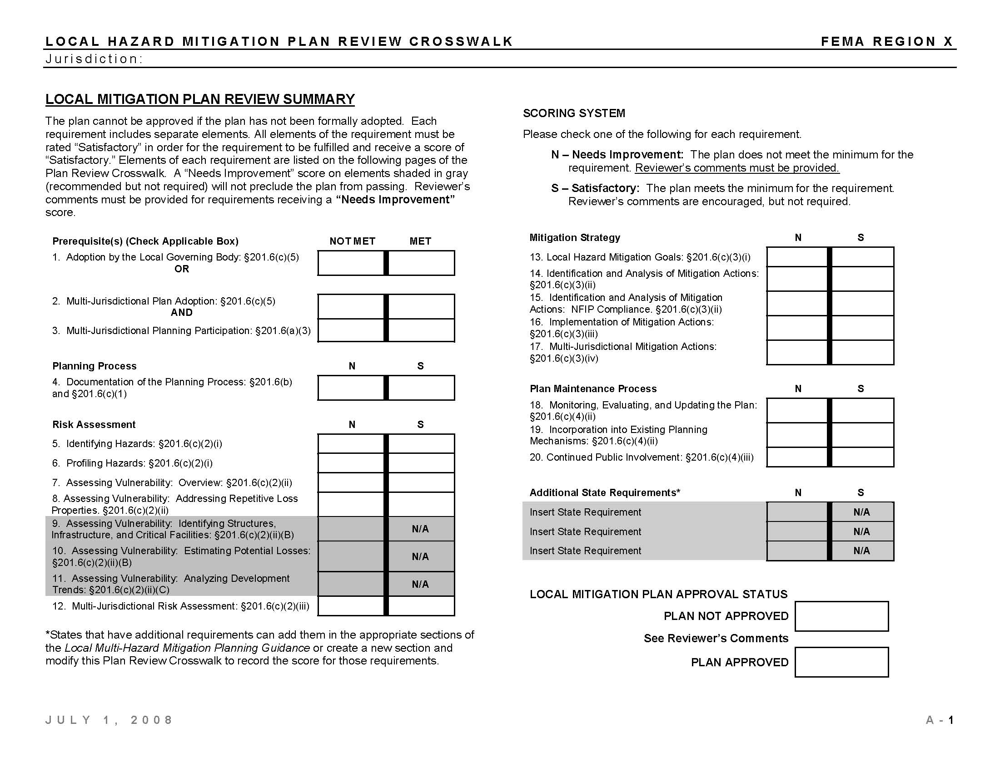 LOCAL HAZARD MITIGATION PLAN REVIEW CROSSWALK FEMA REGION X
Jurisdiction:
LOCAL MITIGATION PLAN REVIEW SUMMARY
The plan cannot be approved if the plan has not been formally adopted. Each
requirement includes separate elements. All elements of the requirement must be
rated “Satisfactory” in order for the requirement to be fulfilled and receive a score of
“Satisfactory.” Elements of each requirement are listed on the following pages of the
Plan Review Crosswalk. A “Needs Improvement” score on elements shaded in gray
(recommended but not required) will not preclude the plan from passing. Reviewer’s
comments must be provided for requirements receiving a “Needs Improvement”
score.
Prerequisite(s) (Check Applicable Box) NOT MET MET
1. Adoption by the Local Governing Body: §201.6(c)(5)
OR
2. Multi-Jurisdictional Plan Adoption: §201.6(c)(5)
AND
3. Multi-Jurisdictional Planning Participation: §201.6(a)(3)
Planning Process N S
4. Documentation of the Planning Process: §201.6(b)
and §201.6(c)(1)
Risk Assessment N S
5. Identifying Hazards: §201.6(c)(2)(i)
6. Profiling Hazards: §201.6(c)(2)(i)
7. Assessing Vulnerability: Overview: §201.6(c)(2)(ii)
8. Assessing Vulnerability: Addressing Repetitive Loss
Properties. §201.6(c)(2)(ii)
9. Assessing Vulnerability: Identifying Structures,
Infrastructure, and Critical Facilities: §201.6(c)(2)(ii)(B) N/A
10. Assessing Vulnerability: Estimating Potential Losses:
§201.6(c)(2)(ii)(B) N/A
11. Assessing Vulnerability: Analyzing Development
Trends: §201.6(c)(2)(ii)(C) N/A
12. Multi-Jurisdictional Risk Assessment: §201.6(c)(2)(iii)
*States that have additional requirements can add them in the appropriate sections of
the Local Multi-Hazard Mitigation Planning Guidance or create a new section and
modify this Plan Review Crosswalk to record the score for those requirements.
SCORING SYSTEM
Please check one of the following for each requirement.
N – Needs Improvement: The plan does not meet the minimum for the
requirement. Reviewer’s comments must be provided.
S – Satisfactory: The plan meets the minimum for the requirement.
Reviewer’s comments are encouraged, but not required.
Mitigation Strategy N S
13. Local Hazard Mitigation Goals: §201.6(c)(3)(i)
14. Identification and Analysis of Mitigation Actions:
§201.6(c)(3)(ii)
15. Identification and Analysis of Mitigation
Actions: NFIP Compliance. §201.6(c)(3)(ii)
16. Implementation of Mitigation Actions:
§201.6(c)(3)(iii)
17. Multi-Jurisdictional Mitigation Actions:
§201.6(c)(3)(iv)
Plan Maintenance Process N S
18. Monitoring, Evaluating, and Updating the Plan:
§201.6(c)(4)(ii)
19. Incorporation into Existing Planning
Mechanisms: §201.6(c)(4)(ii)
20. Continued Public Involvement: §201.6(c)(4)(iii)
Additional State Requirements* N S
Insert State Requirement N/A
Insert State Requirement N/A
Insert State Requirement N/A
LOCAL MITIGATION PLAN APPROVAL STATUS
PLAN NOT APPROVED
See Reviewer’s Comments
PLAN APPROVED
JULY 1, 2008 A-1